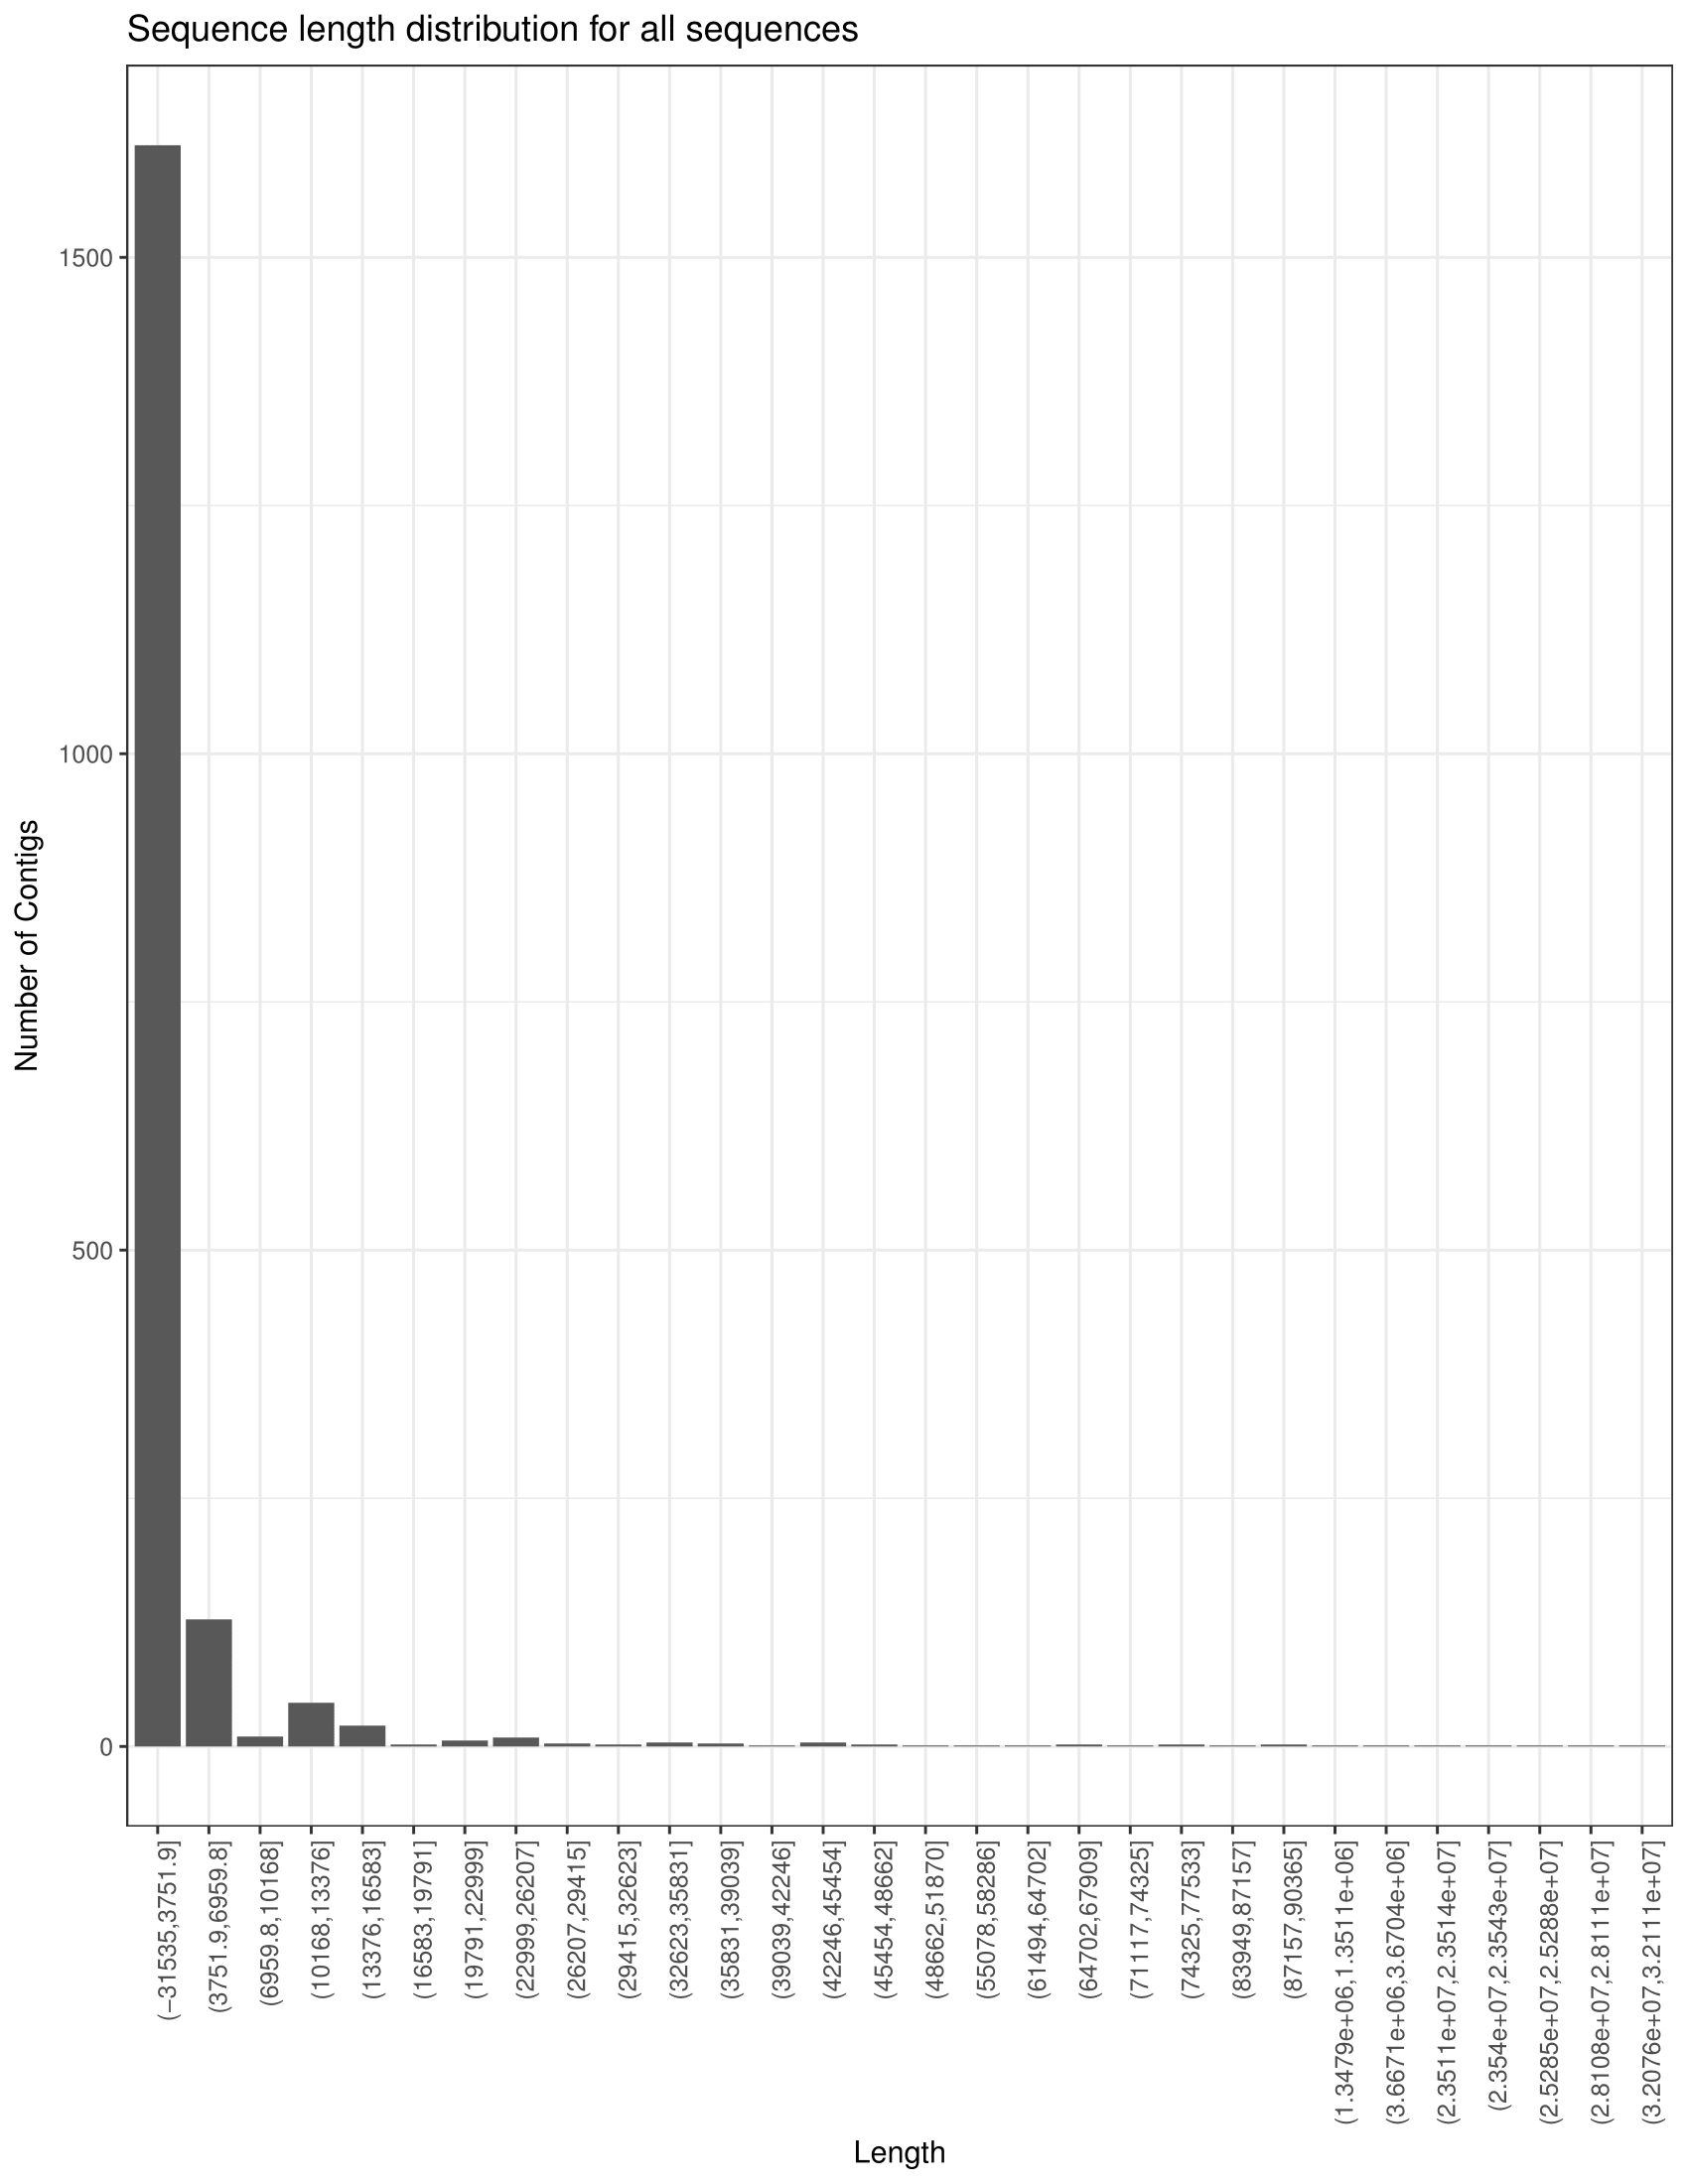 Sequence length distribution for all sequences
Number of Contigs
1500
1000
500
0
(−31535,3751.9]
(3751.9,6959.8]
(6959.8,10168]
(10168,13376]
(13376,16583]
(16583,19791]
(19791,22999]
(22999,26207]
(26207,29415]
(29415,32623]
(32623,35831]
(35831,39039]
(39039,42246]
(42246,45454]
(45454,48662]
(48662,51870]
(55078,58286]
(61494,64702]
(64702,67909]
(71117,74325]
(74325,77533]
(83949,87157]
(87157,90365]
(1.3479e+06,1.3511e+06]
(3.6671e+06,3.6704e+06]
(2.3511e+07,2.3514e+07]
(2.354e+07,2.3543e+07]
(2.5285e+07,2.5288e+07]
(2.8108e+07,2.8111e+07]
(3.2076e+07,3.2111e+07]
Length